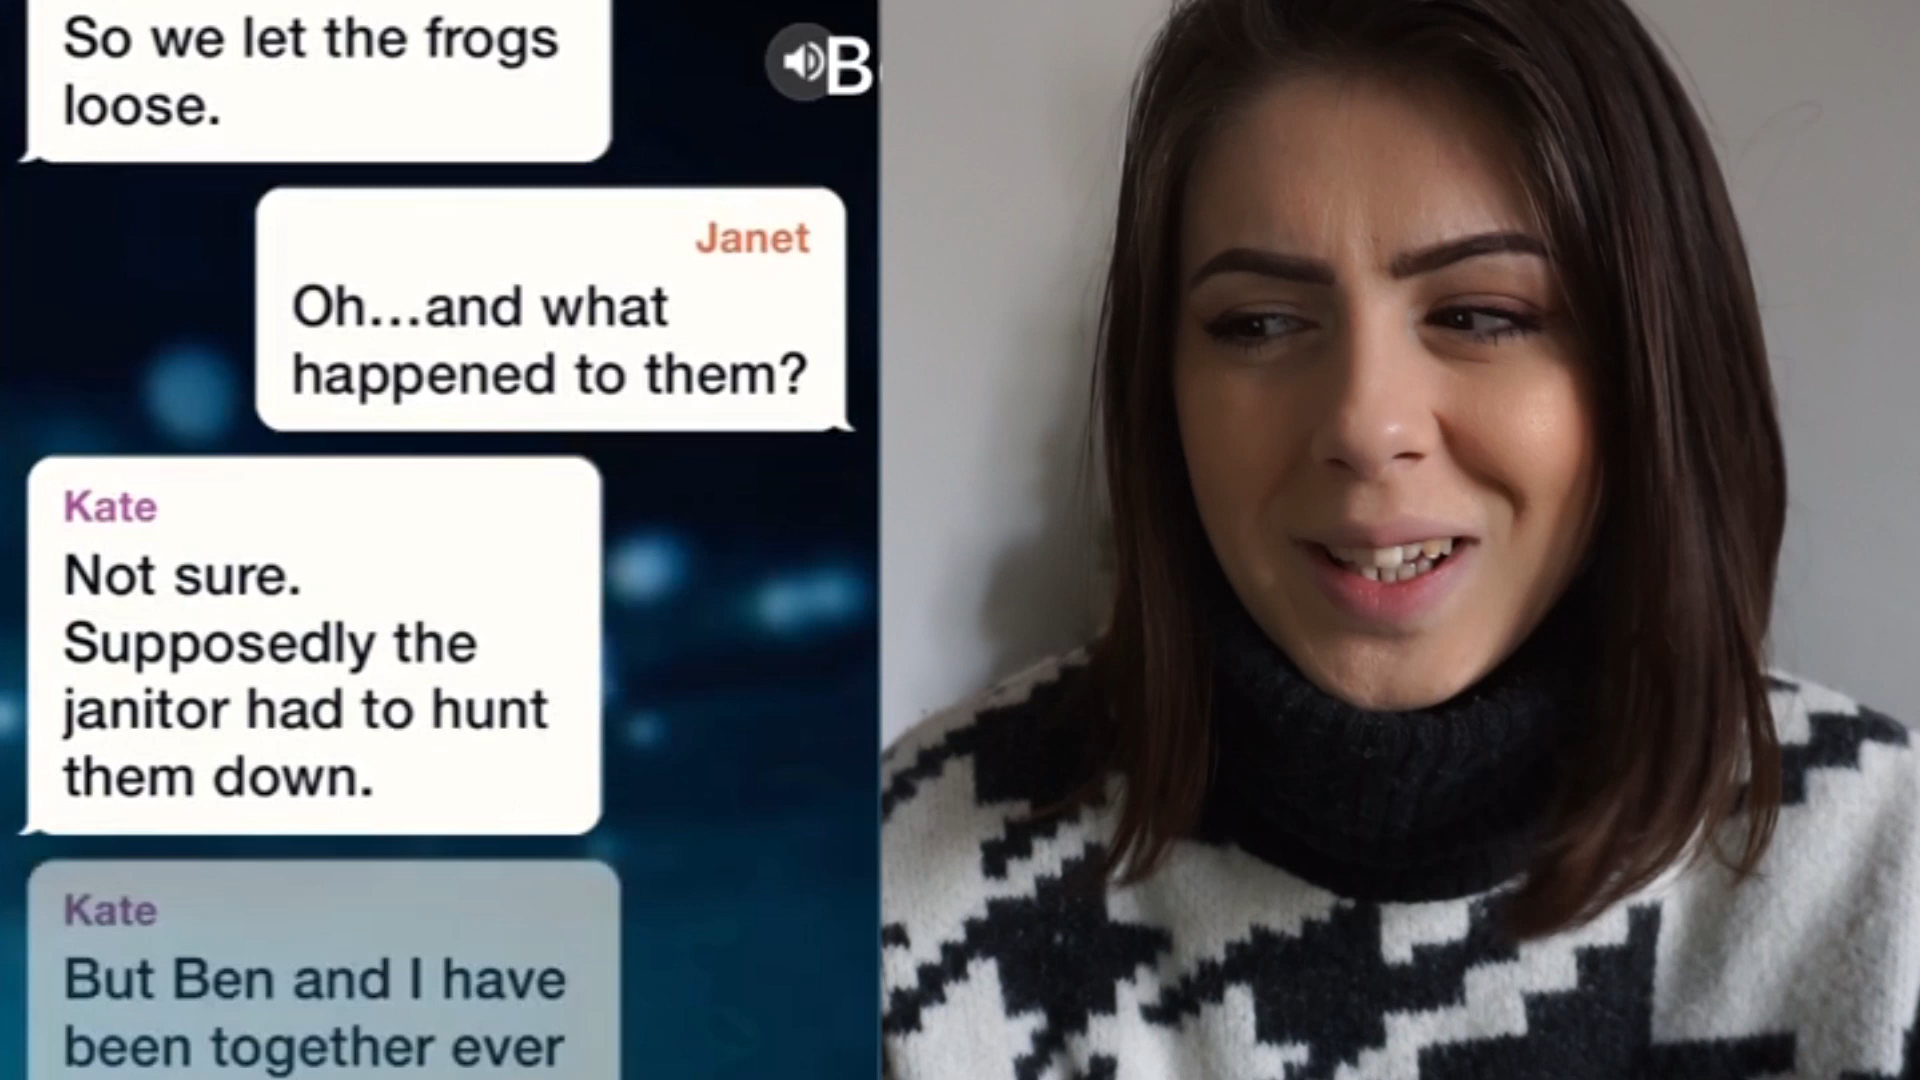 So we let the frogs
loose.
Janet
Oh...and what
happened to them?
Kate
Not sure.
Supposedly the
janitor had to hunt
them down.
Kate
But Ben and I have
been together ever